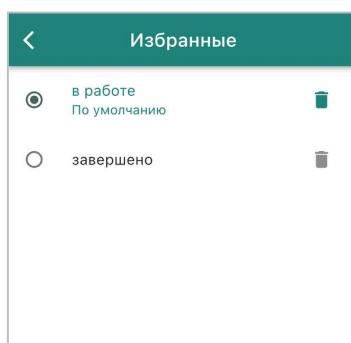 Избранные
в работе
По умолчанию
завершено